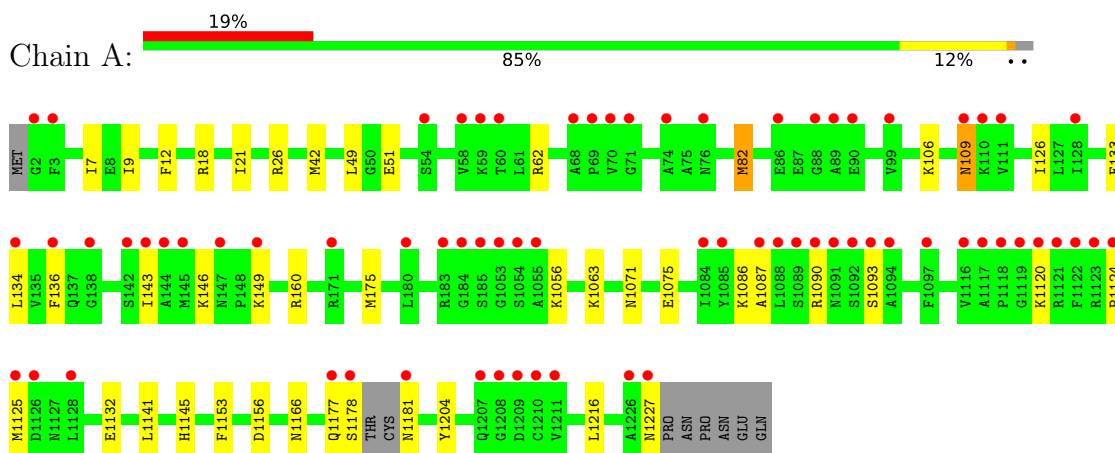 19%
Chain A:
85% 12% • •
MET G2 F3 I7 E8 I9 F12 R18 I21 R26 M42 L49 G50 E51 S54 V58 K59 T60 L61 R62 A68 P69 V70 G71 A74 A75 N76 M82 E86 E87 G88 A89 E90 V99 K106 N109 K110 V111 I126 L127 I128
L134 V135 F136 Q137 G138 S142 I143 A144 M145 K146 N147 P148 K149 R160 R171 M175 L180 R183 G184 S185 G1053 S1054 A1055 K1056 K1063 N1071 E1075 I1084 Y1085 K1086 A1087 L1088 S1089 R1090 N1091 S1092 S1093 A1094 F1097 V1116 A1117 P1118 G1119 K1120 R1121 F1122 R1123
M1125 D1126 N1127 L1128 E1132 L1141 H1145 F1153 D1156 N1166 Q1177 S1178 THR CYS N1181 Y1204 Q1207 G1208 D1209 C1210 V1211 L1216 A1226 N1227 PRO ASN PRO ASN GLU GLN